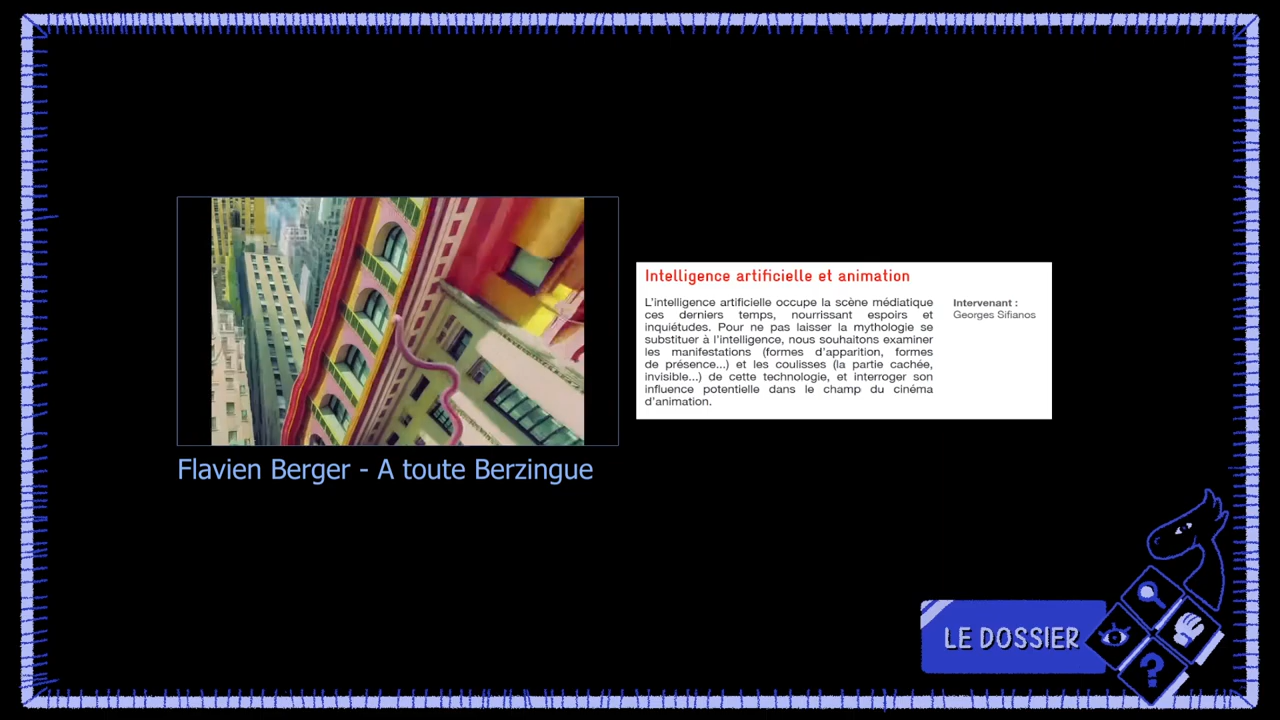 Intelligence artificielle et animation
L'intelligence artificielle occupe la scène médiatique
ces derniers temps, nourrissant espoirs et
inquiétudes. Pour ne pas laisser la mythologie se
substituer à l'intelligence, nous souhaitons examiner
les manifestations (formes d'apparition, formes
de présence...) et les coulisses (la partie cachée,
invisible...) de cette technologie, et interroger son
influence potentielle dans le champ du cinéma
d'animation.
Intervenant :
Georges Sifianos
Flavien Berger - A toute Berzingue
LE DOSSIER
?